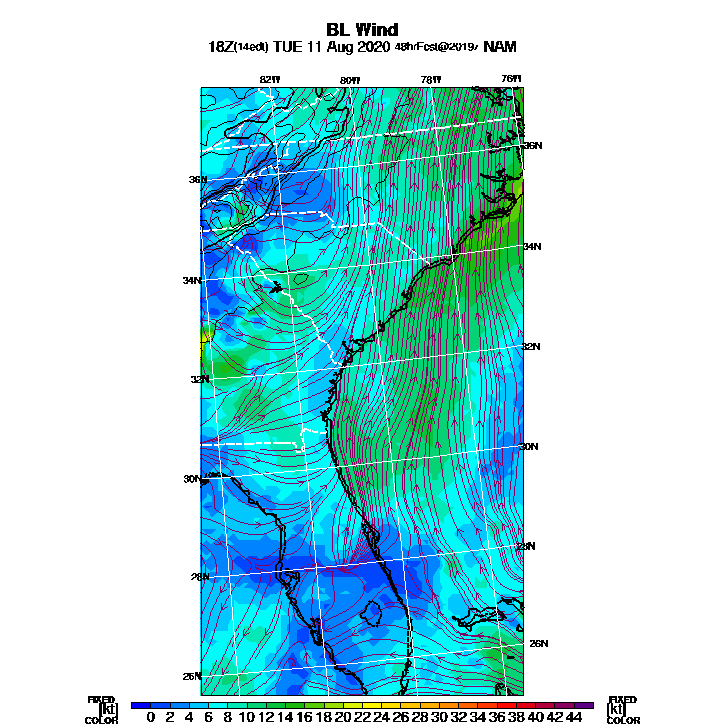 BL Wind
18Z(14edt) TUE 11 Aug 2020 48hrFcst@2019z NAM
82W 80W 78W 76W
36N 36N
34N 34N
32N 32N
30N 30N
28N 28N
26N 26N
FIXED FIXED
[kt] 0 2 4 6 8 10 12 14 16 18 20 22 24 26 28 30 32 34 36 38 40 42 44 [kt]
COLOR COLOR